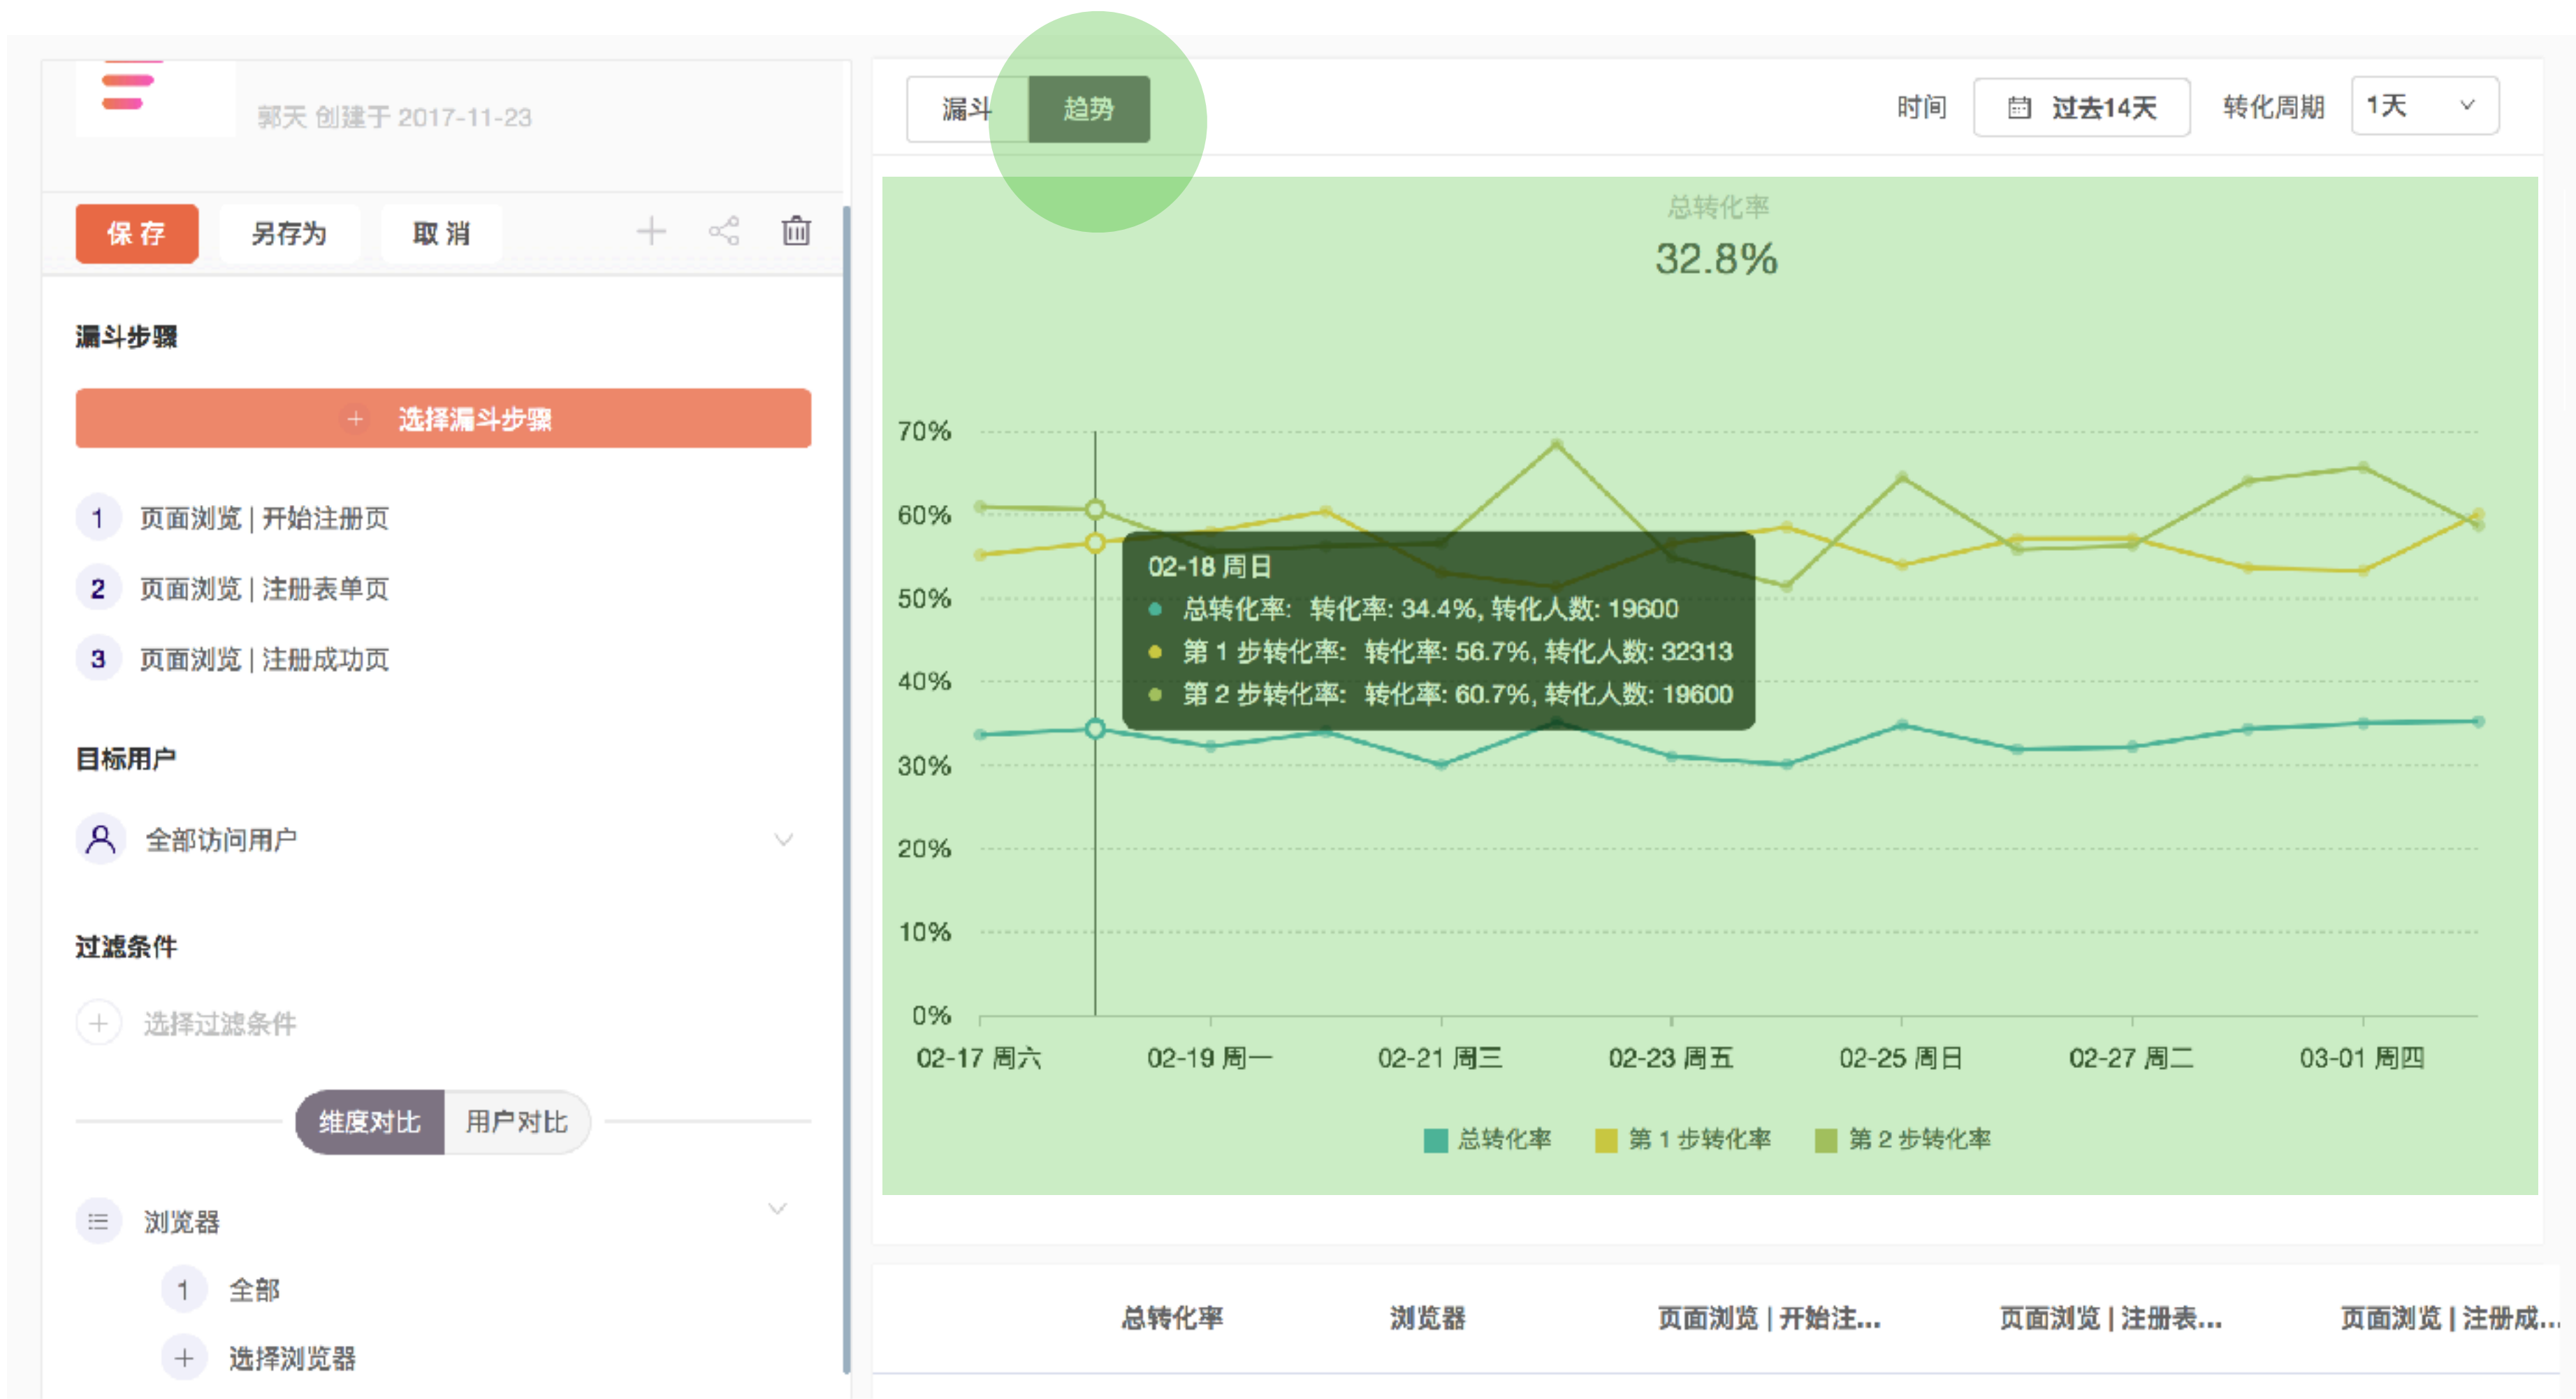 郭天 创建于 2017-11-23
保存 另存为 取消
漏斗步骤
+ 选择漏斗步骤
1 页面浏览 | 开始注册页
2 页面浏览 | 注册表单页
3 页面浏览 | 注册成功页
目标用户
全部访问用户
过滤条件
+ 选择过滤条件
维度对比 用户对比
浏览器
1 全部
+ 选择浏览器
漏斗 趋势 时间 过去14天 转化周期 1天
总转化率
32.8%
70%
60%
50%
40%
30%
20%
10%
0%
02-18 周日
总转化率: 转化率: 34.4%, 转化人数: 19600
第 1 步转化率: 转化率: 56.7%, 转化人数: 32313
第 2 步转化率: 转化率: 60.7%, 转化人数: 19600
02-17 周六 02-19 周一 02-21 周三 02-23 周五 02-25 周日 02-27 周二 03-01 周四
总转化率 第 1 步转化率 第 2 步转化率
总转化率 浏览器 页面浏览 | 开始注... 页面浏览 | 注册表... 页面浏览 | 注册成...